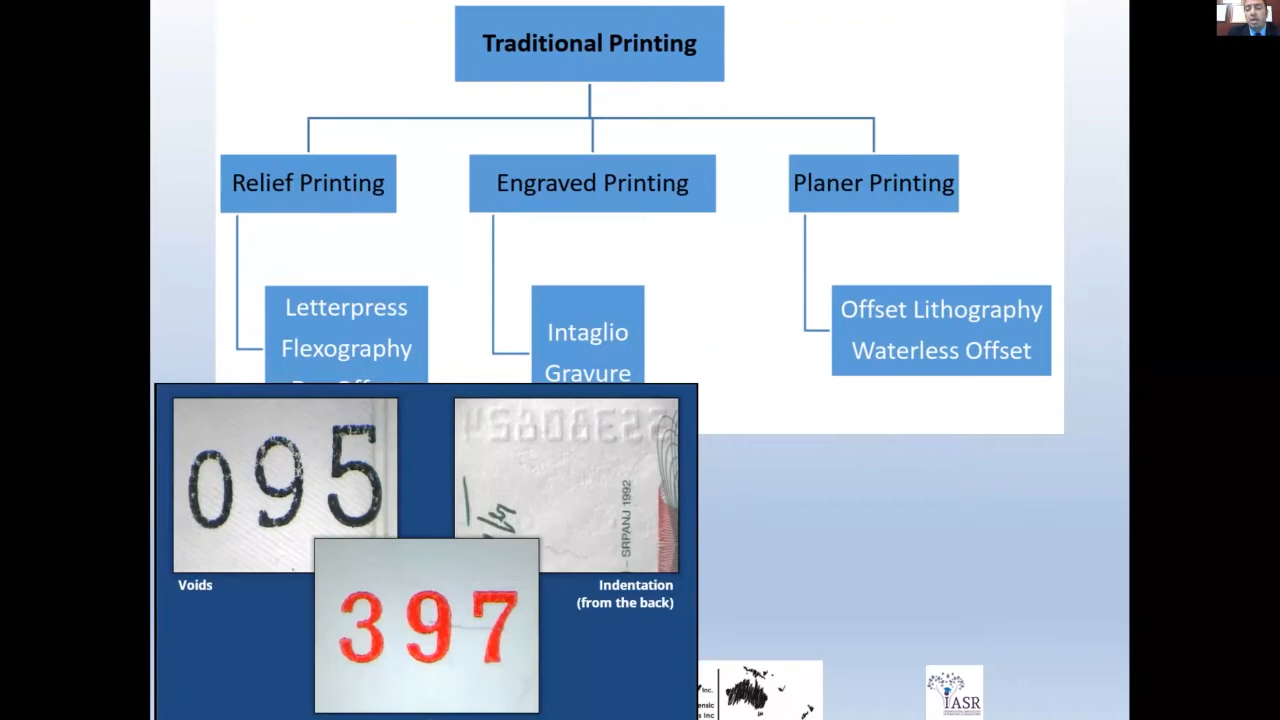 Traditional Printing
Relief Printing
Engraved Printing
Planer Printing
Letterpress
Flexography
Intaglio
Gravure
Offset Lithography
Waterless Offset
095
SRPANJ 1992
Voids
Indentation
(from the back)
397
Inc.
IASR